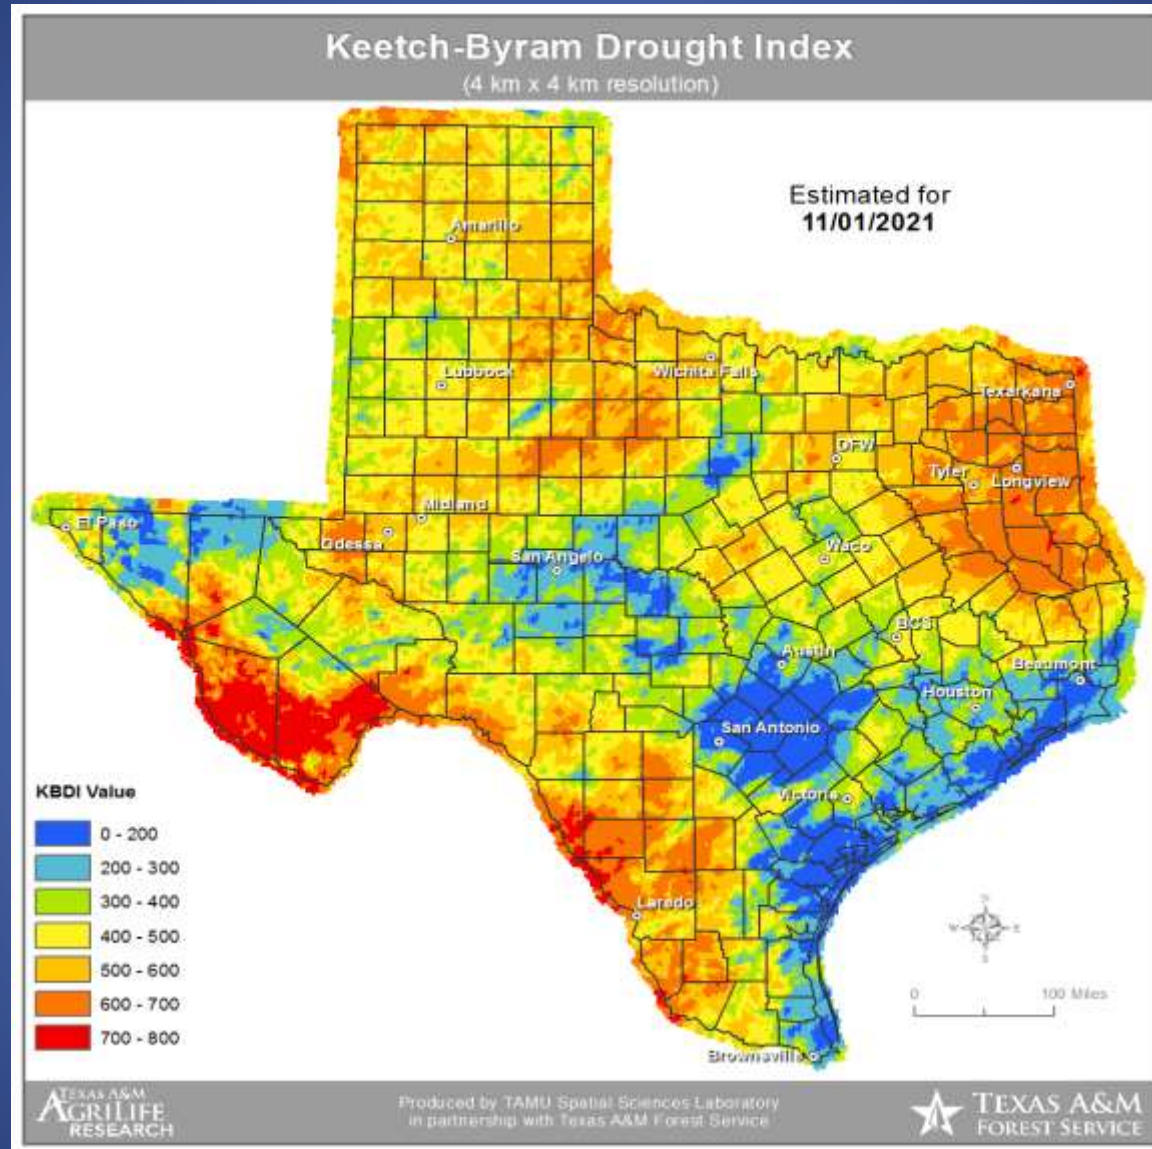 Keetch-Byram Drought Index
(4 km x 4 km resolution)
Estimated for
11/01/2021
Amarillo
Lubbock
Wichita Falls
Texarkana
DFW
Tyler
Longview
Midland
El Paso
Odessa
San Angelo
Waco
BCS
Austin
Beaumont
Houston
San Antonio
Victoria
Laredo
Brownsville
KBDI Value
0 - 200
200 - 300
300 - 400
400 - 500
500 - 600
600 - 700
700 - 800
N
W E
S
0 100 Miles
TEXAS A&M
AGRILIFE
RESEARCH
Produced by TAMU Spatial Sciences Laboratory
in partnership with Texas A&M Forest Service
TEXAS A&M
FOREST SERVICE